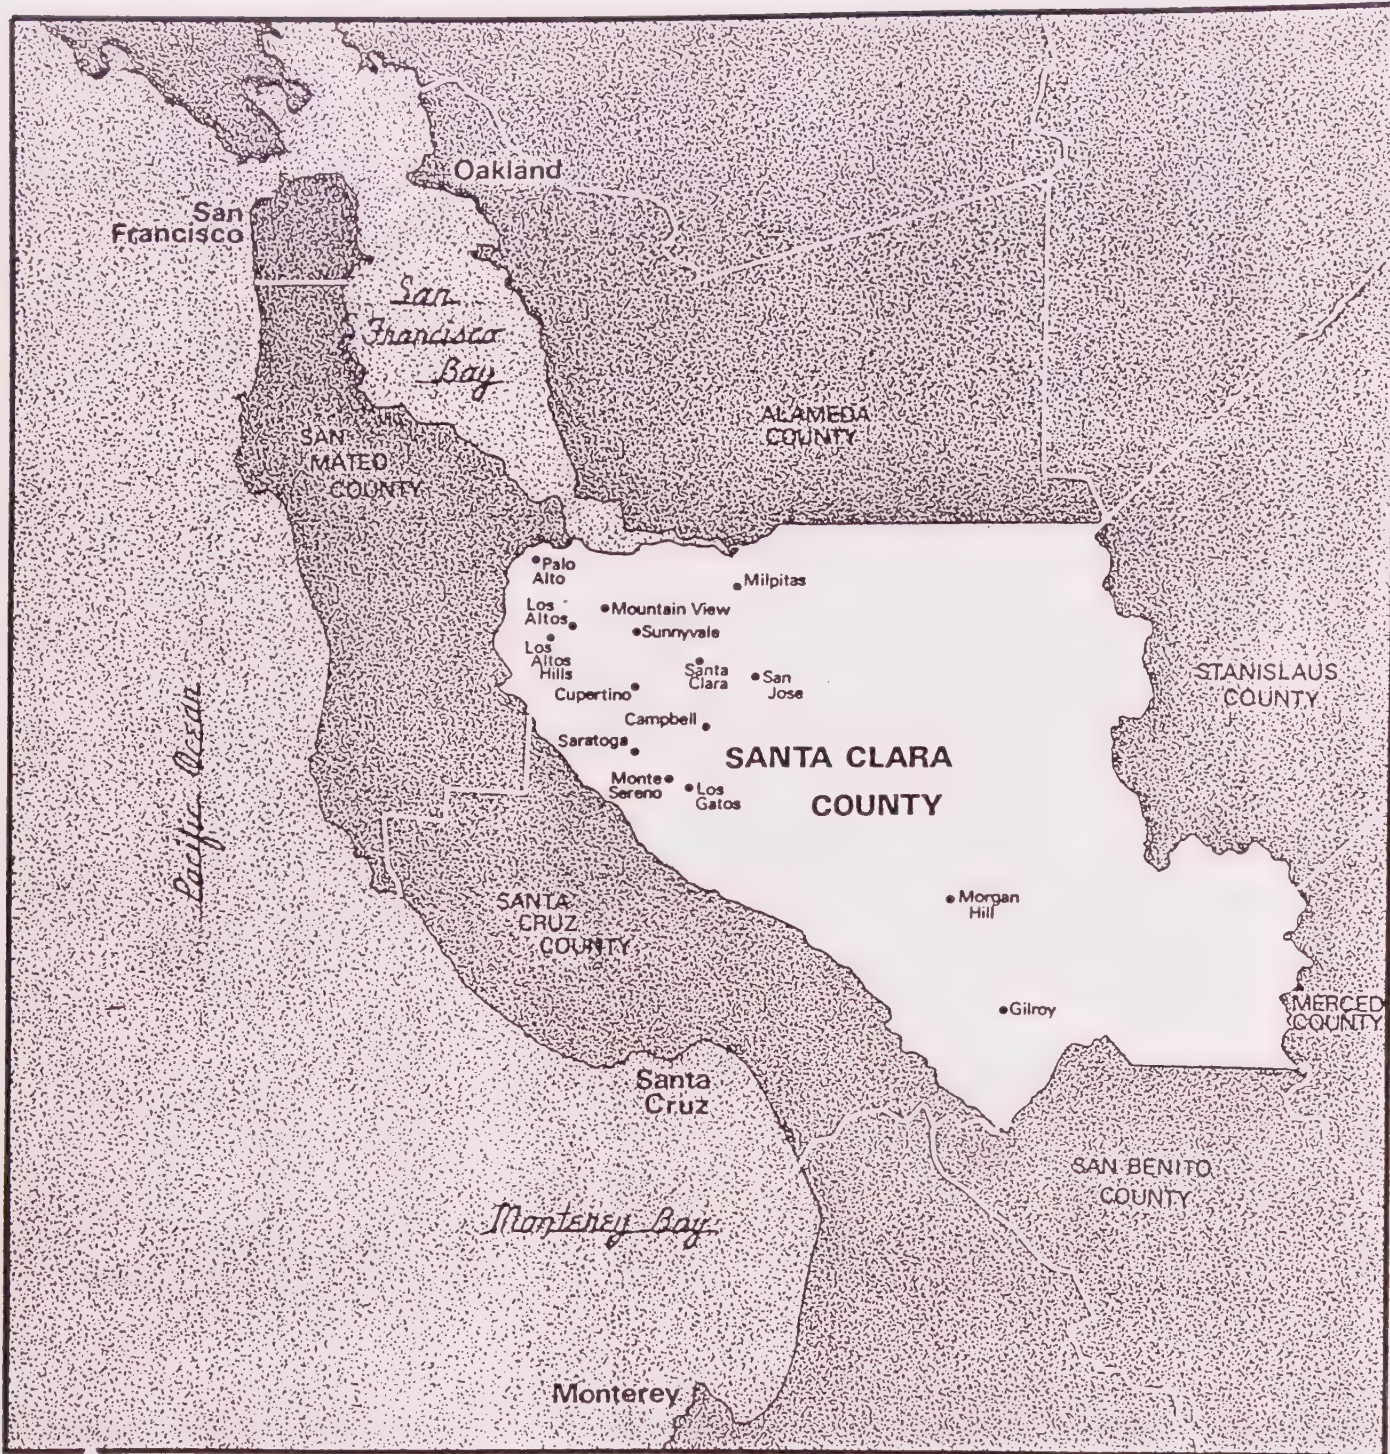 Oakland
San
Francisco
San
Francisco
Bay
ALAMEDA
COUNTY
SAN
MATEO
COUNTY
Palo
Alto
Milpitas
Los
Altos
Mountain View
Sunnyvale
Los
Altos
Hills
Santa
Clara
San
Jose
Cupertino
STANISLAUS
COUNTY
Campbell
Saratoga
SANTA CLARA
COUNTY
Monte
Sereno
Los
Gatos
Pacific Ocean
SANTA
CRUZ
COUNTY
Morgan
Hill
Gilroy
MERCED
COUNTY
Santa
Cruz
SAN BENITO
COUNTY
Monterey Bay
Monterey